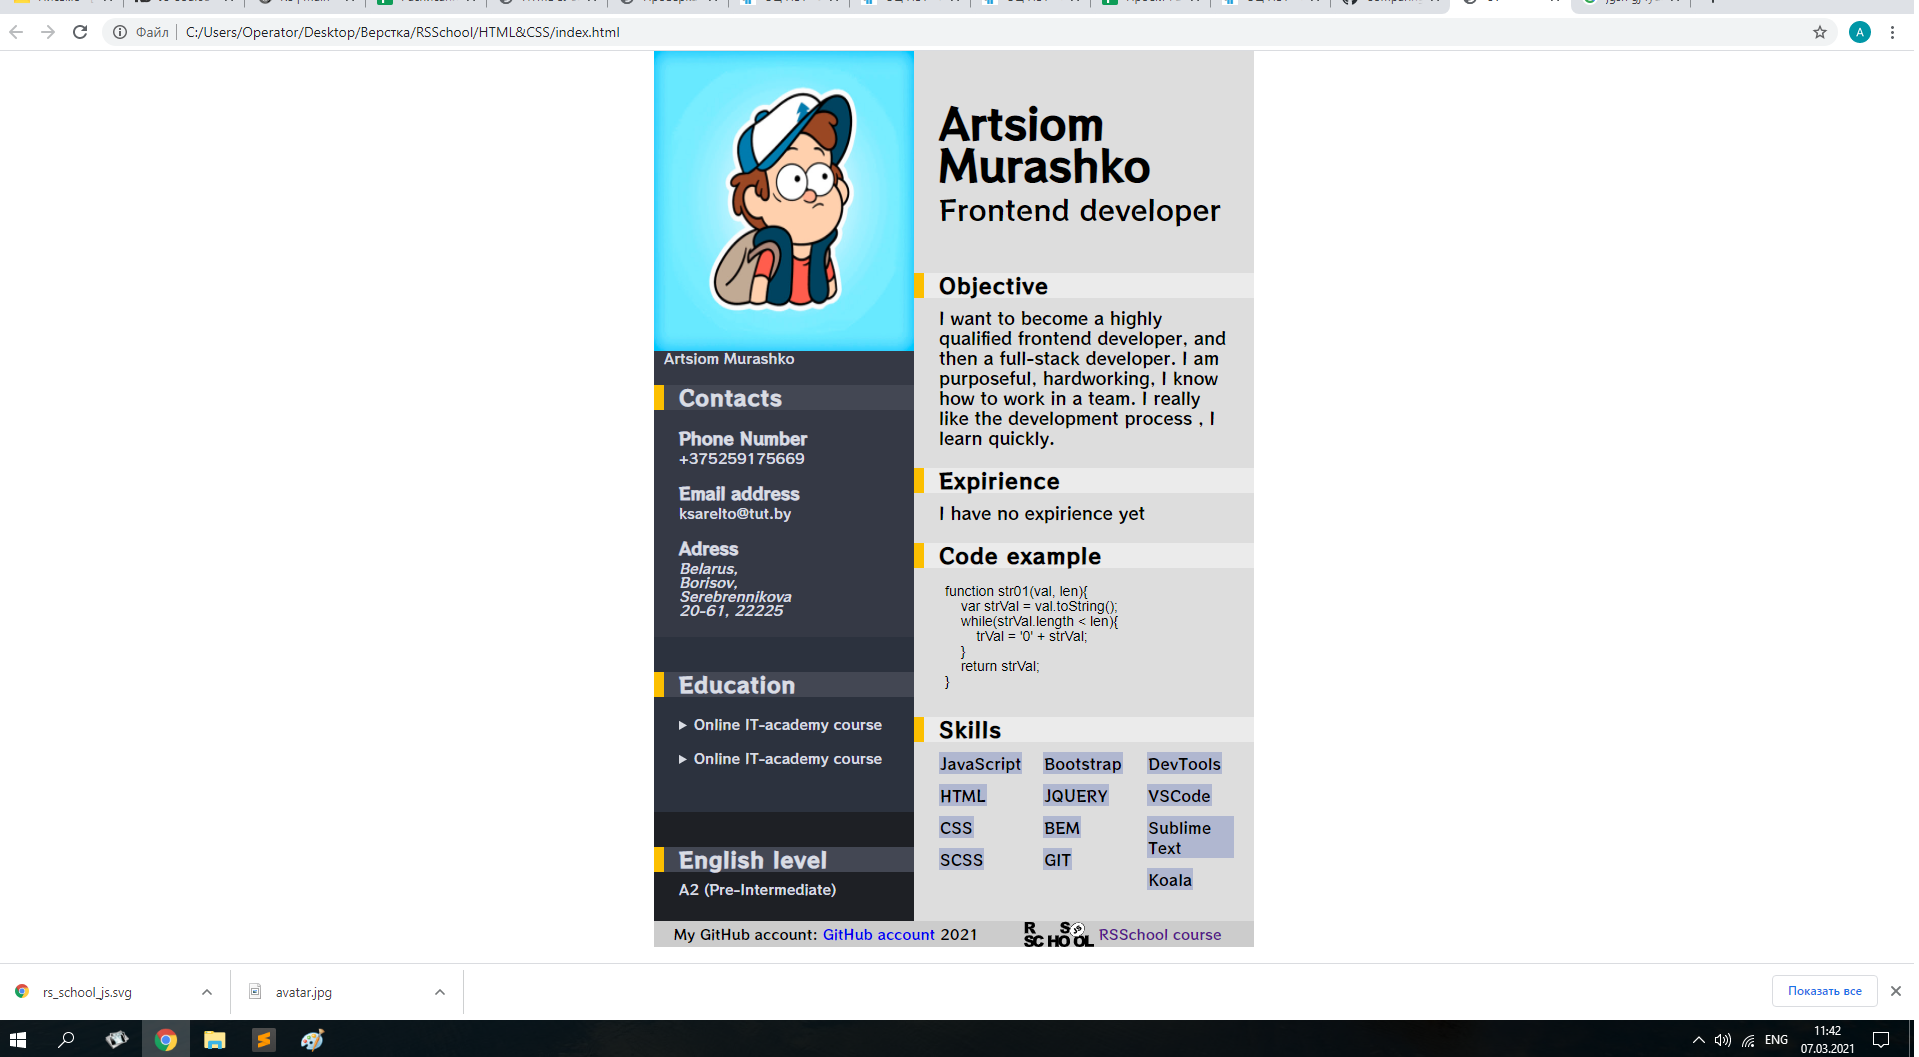 Файл
C:/Users/Operator/Desktop/Верстка/RSSchool/HTML&CSS/index.html
A
Artsiom Murashko
Contacts
Phone Number
+375259175669
Email address
ksarelto@tut.by
Adress
Belarus,
Borisov,
Serebrennikova
20-61, 22225
Education
Online IT-academy course
Online IT-academy course
English level
A2 (Pre-Intermediate)
Artsiom
Murashko
Frontend developer
Objective
I want to become a highly
qualified frontend developer, and
then a full-stack developer. I am
purposeful, hardworking, I know
how to work in a team. I really
like the development process , I
learn quickly.
Expirience
I have no expirience yet
Code example
function str01(val, len){
var strVal = val.toString();
while(strVal.length < len){
trVal = '0' + strVal;
}
return strVal;
}
Skills
JavaScript Bootstrap DevTools
HTML JQUERY VSCode
CSS BEM Sublime
Text
SCSS GIT
Koala
My GitHub account: GitHub account 2021
R S
SCHOOL
RSSchool course
rs_school_js.svg
avatar.jpg
Показать все
ENG
11:42
07.03.2021